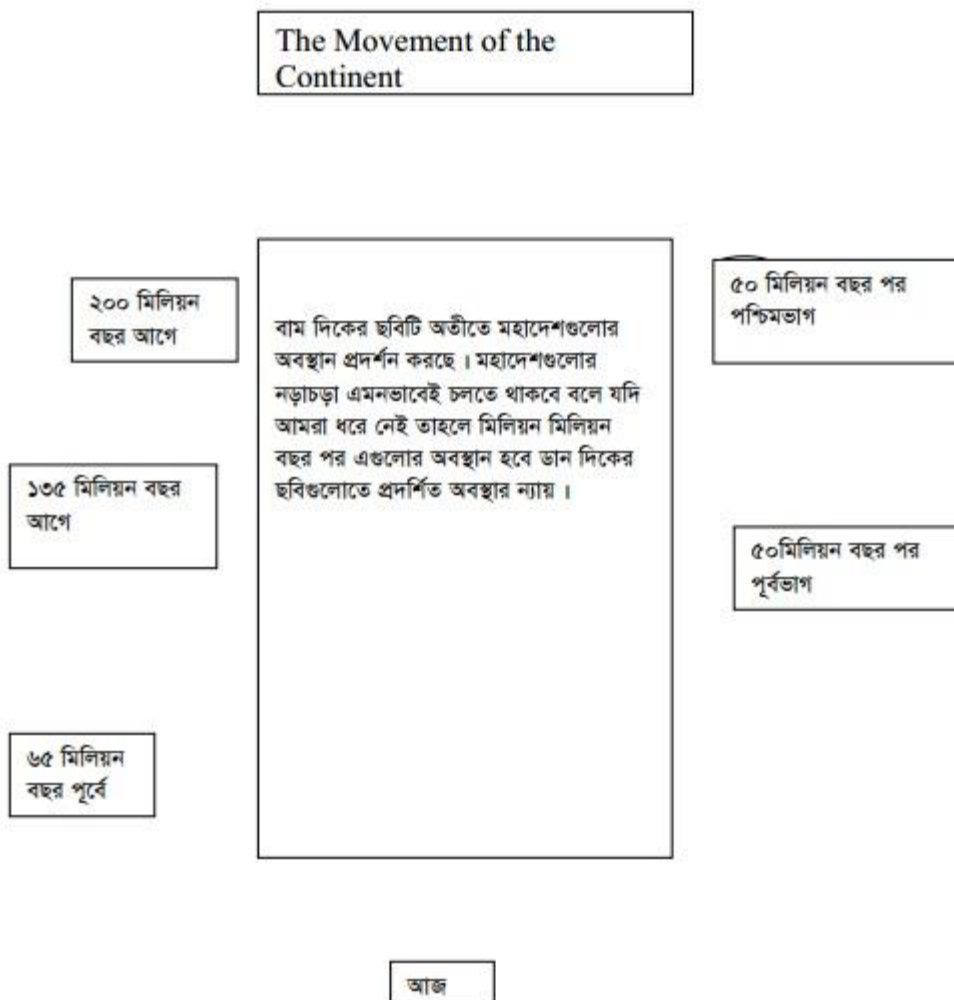 The Movement of the
Continent
২০০ মিলিয়ন
বছর আগে
১৩৫ মিলিয়ন বছর
আগে
৬৫ মিলিয়ন
বছর পূর্বে
বাম দিকের ছবিটি অতীতে মহাদেশগুলোর
অবস্থান প্রদর্শন করছে । মহাদেশগুলোর
নড়াচড়া এমনভাবেই চলতে থাকবে বলে যদি
আমরা ধরে নেই তাহলে মিলিয়ন মিলিয়ন
বছর পর এগুলোর অবস্থান হবে ডান দিকের
ছবিগুলোতে প্রদর্শিত অবস্থার ন্যায় ।
৫০ মিলিয়ন বছর পর
পশ্চিমভাগ
৫০মিলিয়ন বছর পর
পূর্বভাগ
আজ